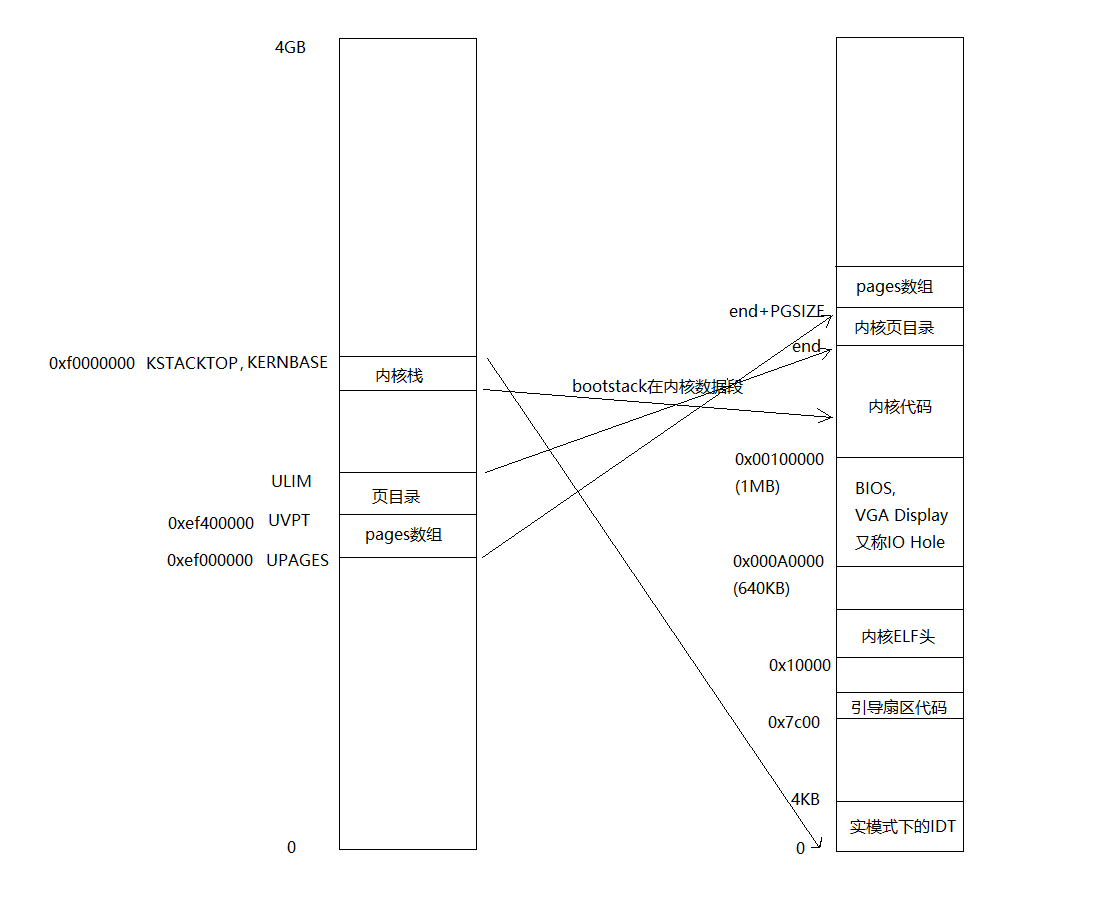 4GB
0xf0000000 KSTACKTOP, KERNBASE
内核栈
ULIM
页目录
0xef400000 UVPT
pages数组
0xef000000 UPAGES
0
bootstack在内核数据段
pages数组
end+PGSIZE
内核页目录
end
内核代码
0x00100000
(1MB)
BIOS,
VGA Display
又称IO Hole
0x000A0000
(640KB)
内核ELF头
0x10000
引导扇区代码
0x7c00
4KB
实模式下的IDT
0